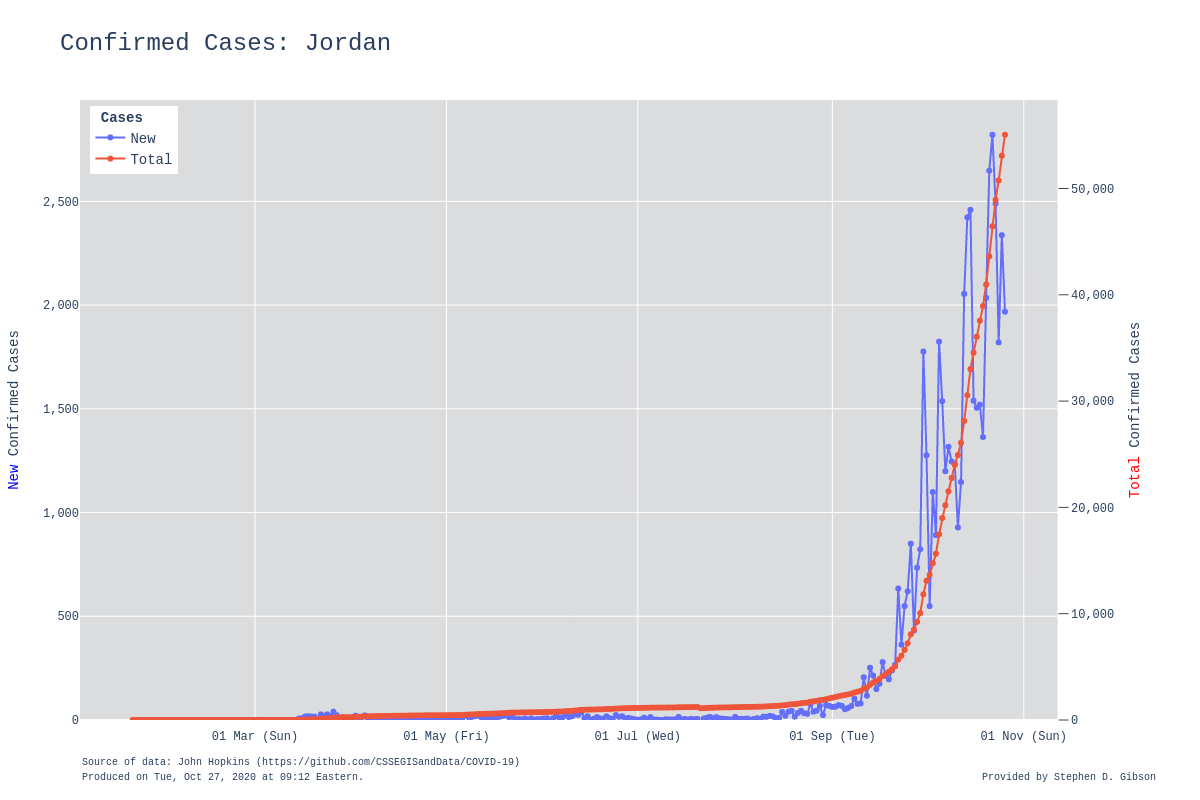 Confirmed Cases: Jordan
Cases
New
Total
2,500
2,000
1,500
1,000
500
0
50,000
40,000
30,000
20,000
10,000
0
New Confirmed Cases
Total Confirmed Cases
01 Mar (Sun)
01 May (Fri)
01 Jul (Wed)
01 Sep (Tue)
01 Nov (Sun)
Source of data: John Hopkins (https://github.com/CSSEGISandData/COVID-19)
Produced on Tue, Oct 27, 2020 at 09:12 Eastern.
Provided by Stephen D. Gibson